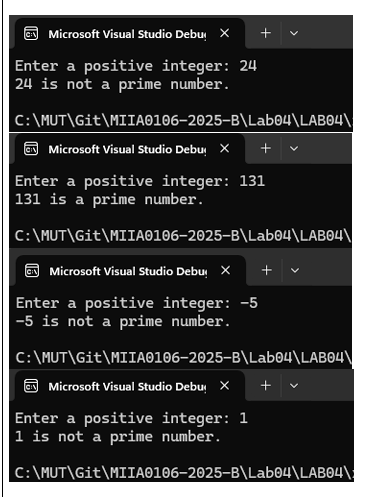 Microsoft Visual Studio Debu
Enter a positive integer: 24
24 is not a prime number.
C:\MUT\Git\MIIA0106-2025-B\Lab04\LAB04\
Microsoft Visual Studio Debu
Enter a positive integer: 131
131 is a prime number.
C:\MUT\Git\MIIA0106-2025-B\Lab04\LAB04\
Microsoft Visual Studio Debu
Enter a positive integer: -5
-5 is not a prime number.
C:\MUT\Git\MIIA0106-2025-B\Lab04\LAB04\
Microsoft Visual Studio Debu
Enter a positive integer: 1
1 is not a prime number.
C:\MUT\Git\MIIA0106-2025-B\Lab04\LAB04\